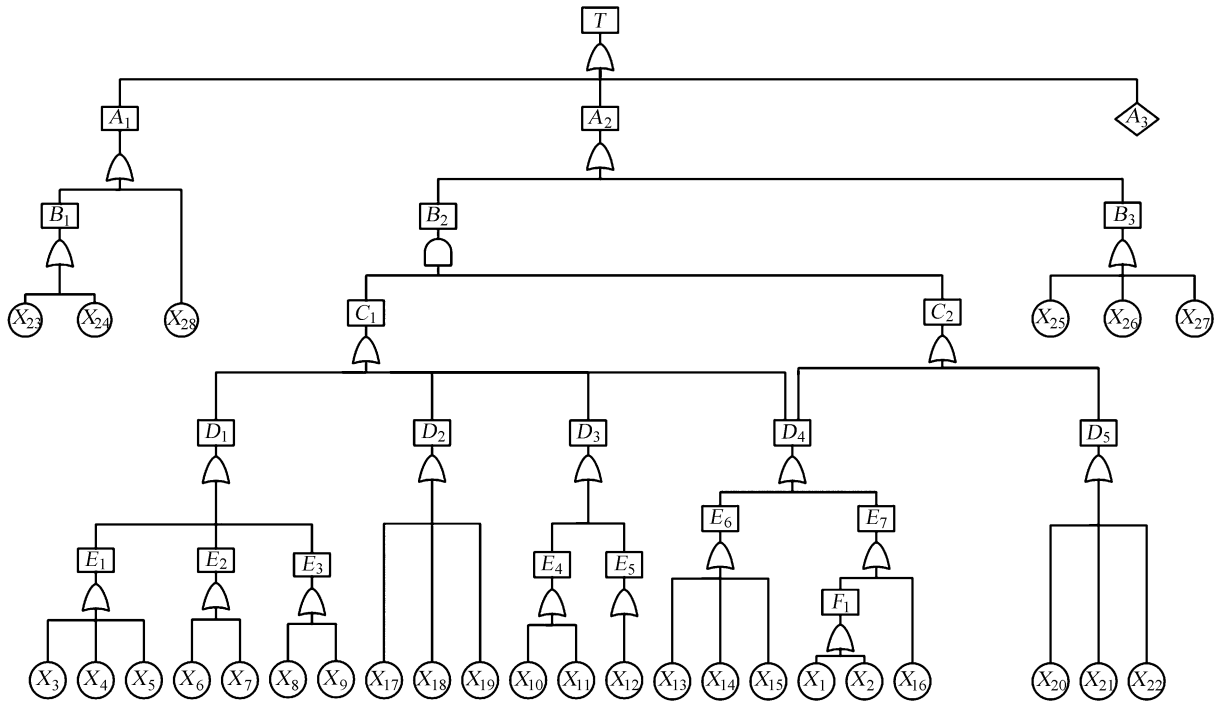 T
A₁ A₂ A₃
B₁ B₂ B₃
X₂₃ X₂₄ X₂₈ C₁ C₂ X₂₅ X₂₆ X₂₇
D₁ D₂ D₃ D₄ D₅
E₆ E₇
E₁ E₂ E₃ E₄ E₅
F₁
X₃ X₄ X₅ X₆ X₇ X₈ X₉ X₁₇ X₁₈ X₁₉ X₁₀ X₁₁ X₁₂ X₁₃ X₁₄ X₁₅ X₁ X₂ X₁₆ X₂₀ X₂₁ X₂₂